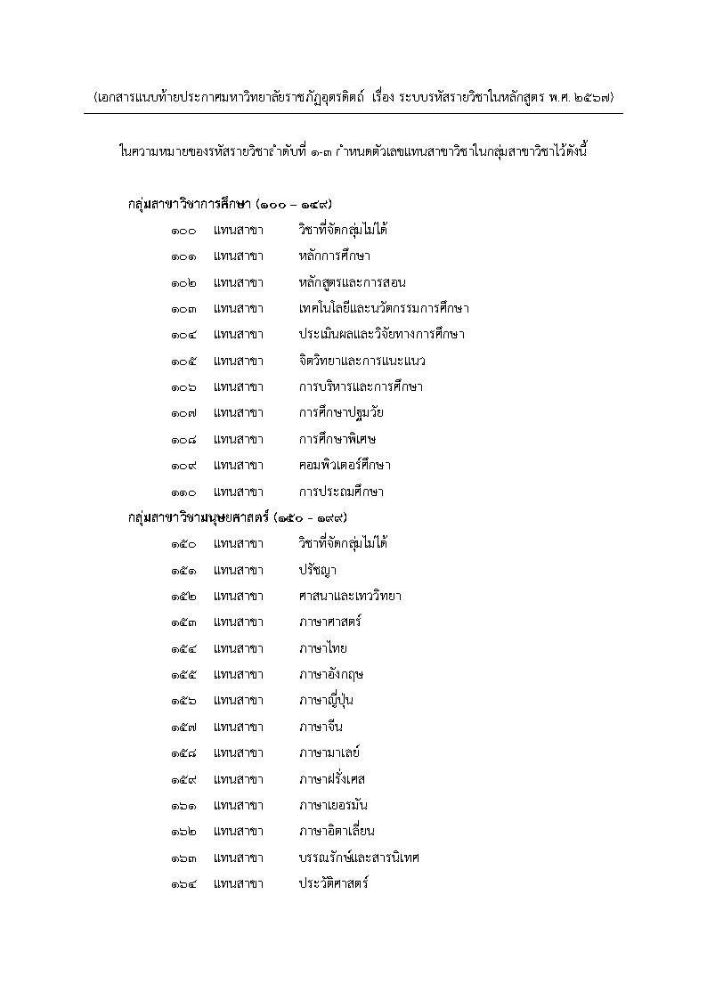 (เอกสารแนบท้ายประกาศมหาวิทยาลัยราชภัฏอุตรดิตถ์ เรื่อง ระบบรหัสรายวิชาในหลักสูตร พ.ศ. ๒๕๖๗)
ในความหมายของรหัสรายวิชาลำดับที่ ๑-๓ กำหนดตัวเลขแทนสาขาวิชาในกลุ่มสาขาวิชาไว้ดังนี้
กลุ่มสาขาวิชาการศึกษา (๑๐๐ – ๑๔๙)
๑๐๐ แทนสาขา วิชาที่จัดกลุ่มไม่ได้
๑๐๑ แทนสาขา หลักการศึกษา
๑๐๒ แทนสาขา หลักสูตรและการสอน
๑๐๓ แทนสาขา เทคโนโลยีและนวัตกรรมการศึกษา
๑๐๔ แทนสาขา ประเมินผลและวิจัยทางการศึกษา
๑๐๕ แทนสาขา จิตวิทยาและการแนะแนว
๑๐๖ แทนสาขา การบริหารและการศึกษา
๑๐๗ แทนสาขา การศึกษาปฐมวัย
๑๐๘ แทนสาขา การศึกษาพิเศษ
๑๐๙ แทนสาขา คอมพิวเตอร์ศึกษา
๑๑๐ แทนสาขา การประถมศึกษา
กลุ่มสาขาวิชามนุษยศาสตร์ (๑๕๐ - ๑๙๙)
๑๕๐ แทนสาขา วิชาที่จัดกลุ่มไม่ได้
๑๕๑ แทนสาขา ปรัชญา
๑๕๒ แทนสาขา ศาสนาและเทววิทยา
๑๕๓ แทนสาขา ภาษาศาสตร์
๑๕๔ แทนสาขา ภาษาไทย
๑๕๕ แทนสาขา ภาษาอังกฤษ
๑๕๖ แทนสาขา ภาษาญี่ปุ่น
๑๕๗ แทนสาขา ภาษาจีน
๑๕๘ แทนสาขา ภาษามาเลย์
๑๕๙ แทนสาขา ภาษาฝรั่งเศส
๑๖๑ แทนสาขา ภาษาเยอรมัน
๑๖๒ แทนสาขา ภาษาอิตาเลี่ยน
๑๖๓ แทนสาขา บรรณรักษ์และสารนิเทศ
๑๖๔ แทนสาขา ประวัติศาสตร์